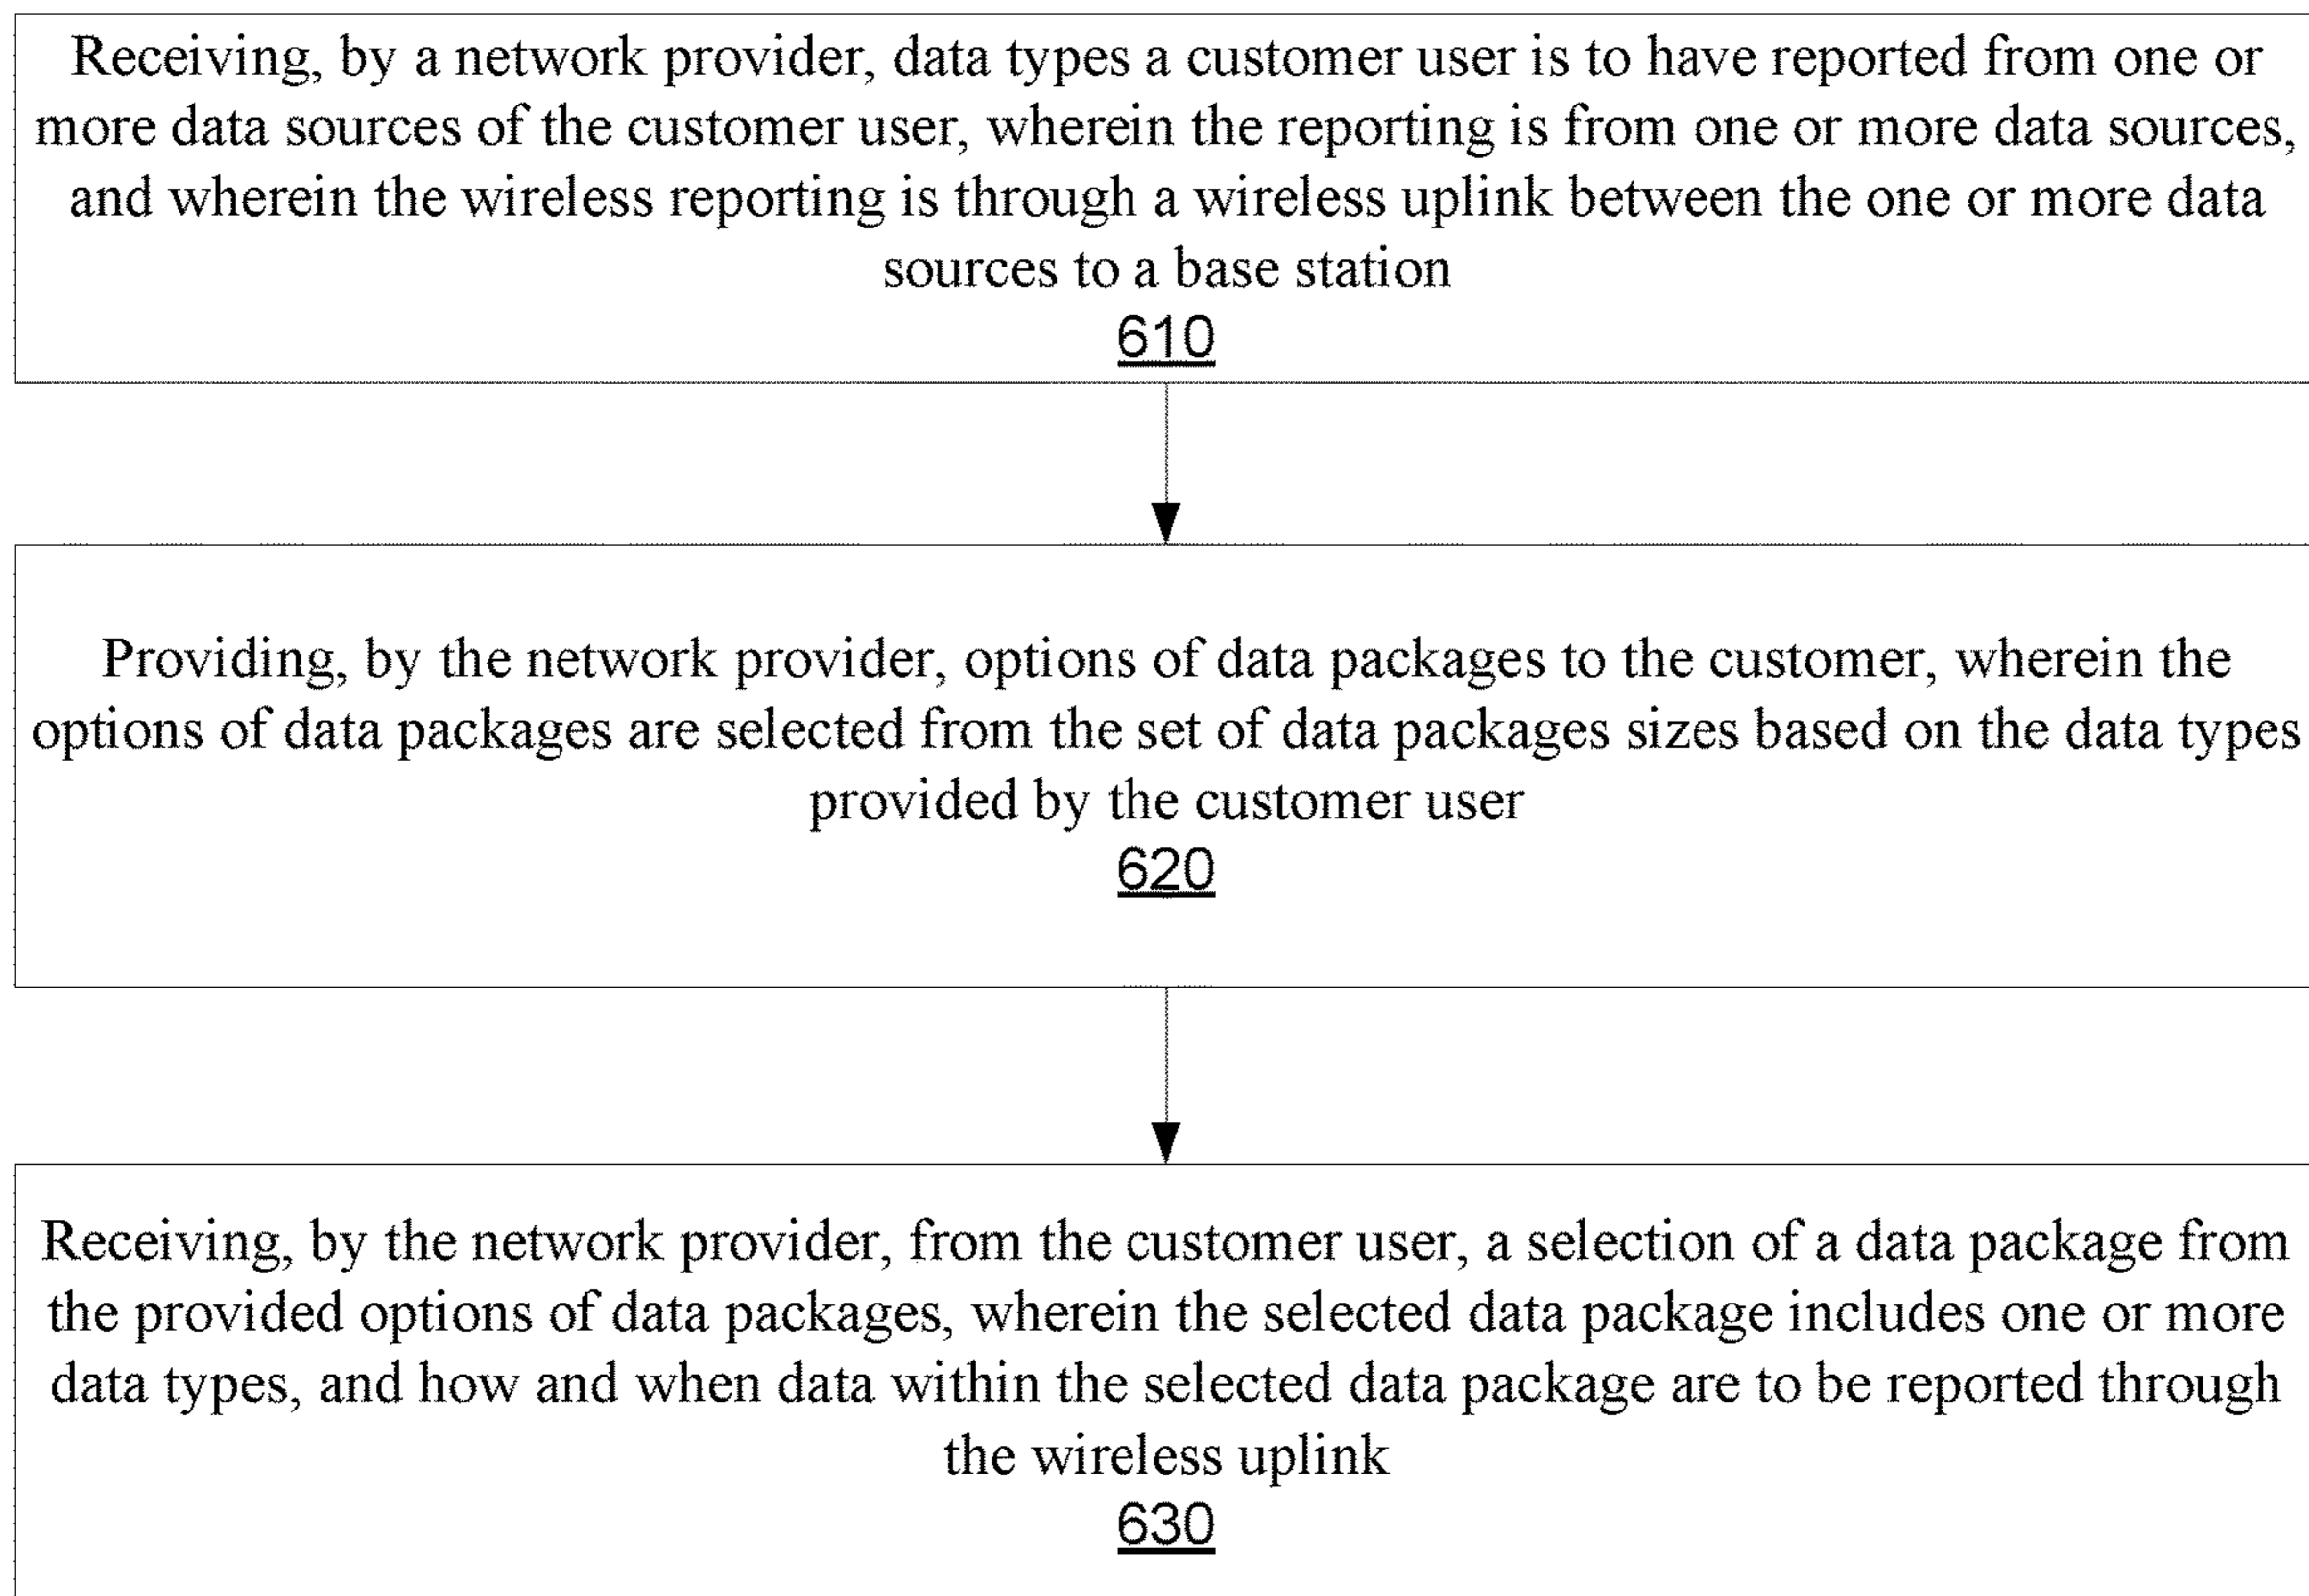 Receiving, by a network provider, data types a customer user is to have reported from one or
more data sources of the customer user, wherein the reporting is from one or more data sources,
and wherein the wireless reporting is through a wireless uplink between the one or more data
sources to a base station
610
Providing, by the network provider, options of data packages to the customer, wherein the
options of data packages are selected from the set of data packages sizes based on the data types
provided by the customer user
620
Receiving, by the network provider, from the customer user, a selection of a data package from
the provided options of data packages, wherein the selected data package includes one or more
data types, and how and when data within the selected data package are to be reported through
the wireless uplink
630